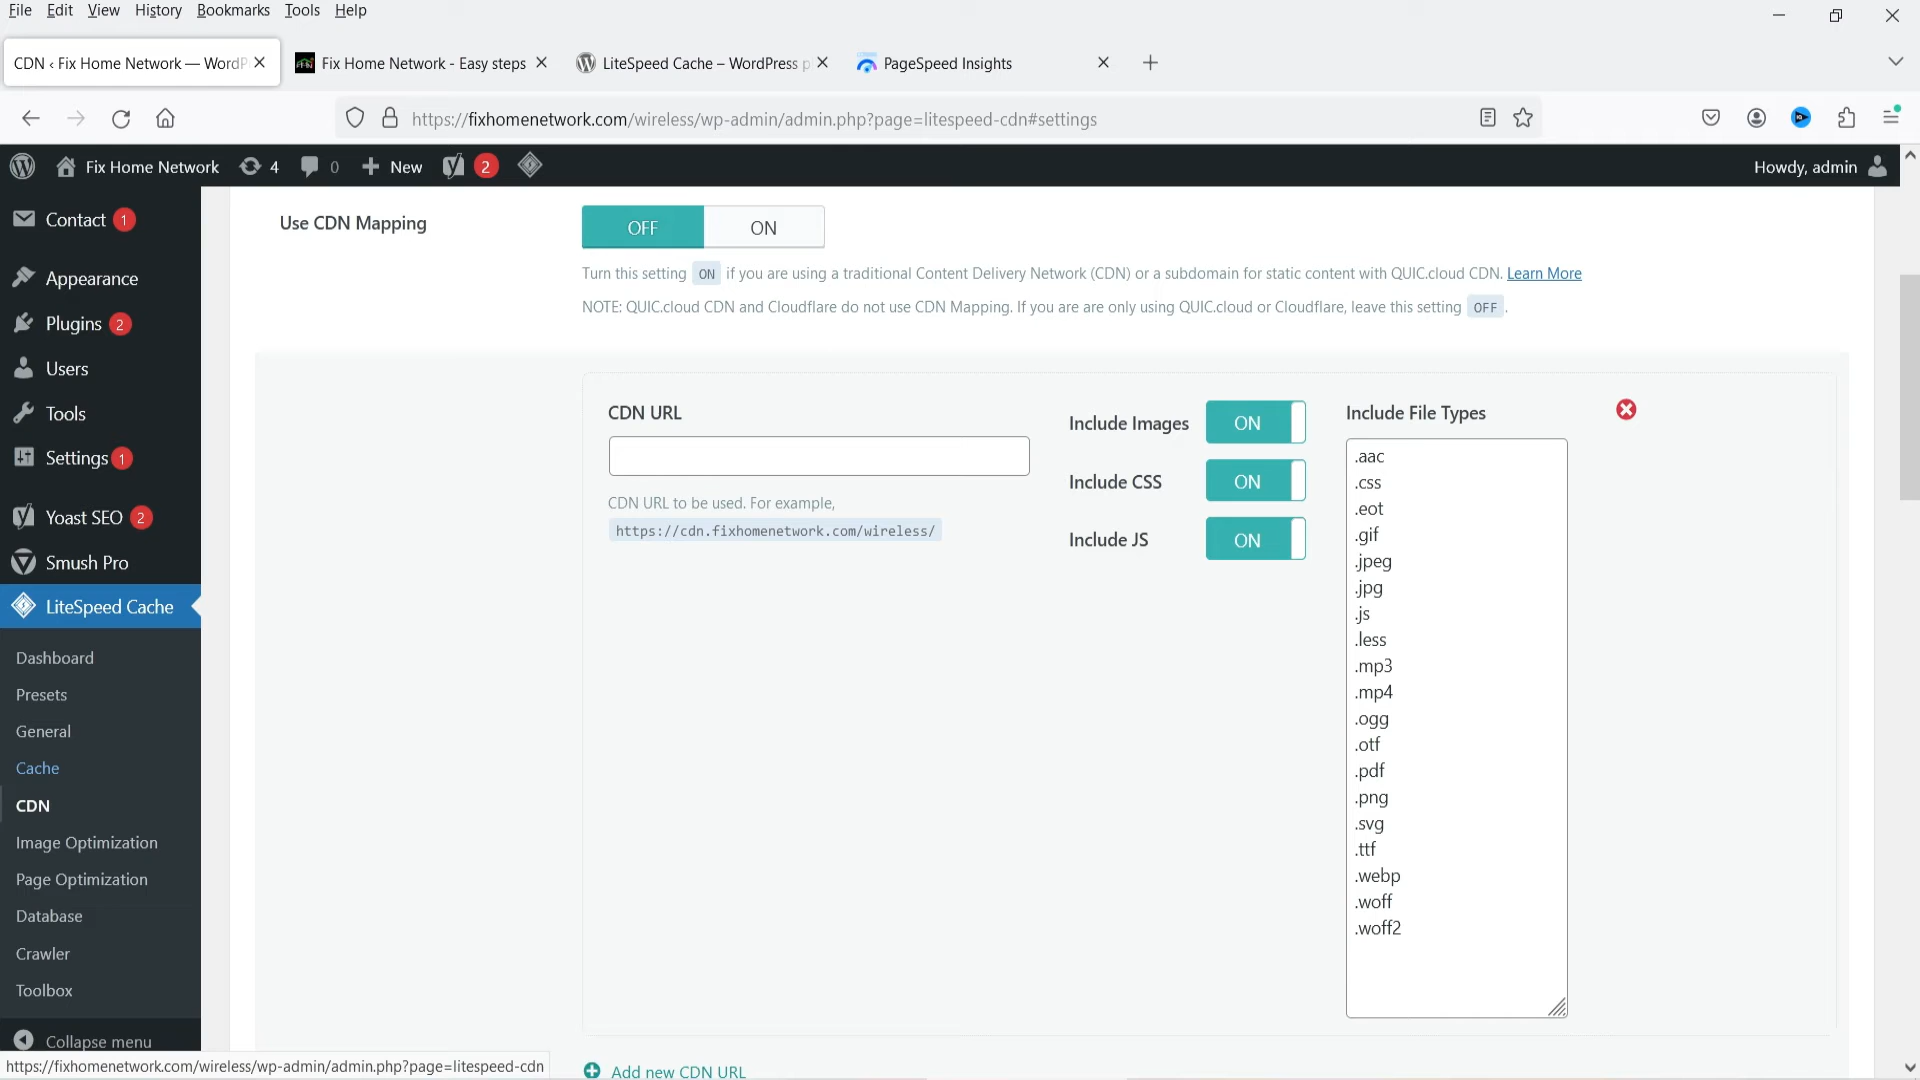 File Edit View History Bookmarks Tools Help
CDN ‹ Fix Home Network — WordP
Fix Home Network - Easy steps
LiteSpeed Cache – WordPress p
PageSpeed Insights
https://fixhomenetwork.com/wireless/wp-admin/admin.php?page=litespeed-cdn#settings
Fix Home Network 4 0 New 2
Howdy, admin
Contact 1
Appearance
Plugins 2
Users
Tools
Settings 1
Yoast SEO 2
Smush Pro
LiteSpeed Cache
Dashboard
Presets
General
Cache
CDN
Image Optimization
Page Optimization
Database
Crawler
Toolbox
Collapse menu
https://fixhomenetwork.com/wireless/wp-admin/admin.php?page=litespeed-cdn
Use CDN Mapping
OFF ON
Turn this setting ON if you are using a traditional Content Delivery Network (CDN) or a subdomain for static content with QUIC.cloud CDN. Learn More
NOTE: QUIC.cloud CDN and Cloudflare do not use CDN Mapping. If you are are only using QUIC.cloud or Cloudflare, leave this setting OFF.
CDN URL
CDN URL to be used. For example,
https://cdn.fixhomenetwork.com/wireless/
Include Images ON
Include CSS ON
Include JS ON
Include File Types
.aac
.css
.eot
.gif
.jpeg
.jpg
.js
.less
.mp3
.mp4
.ogg
.otf
.pdf
.png
.svg
.ttf
.webp
.woff
.woff2
Add new CDN URL